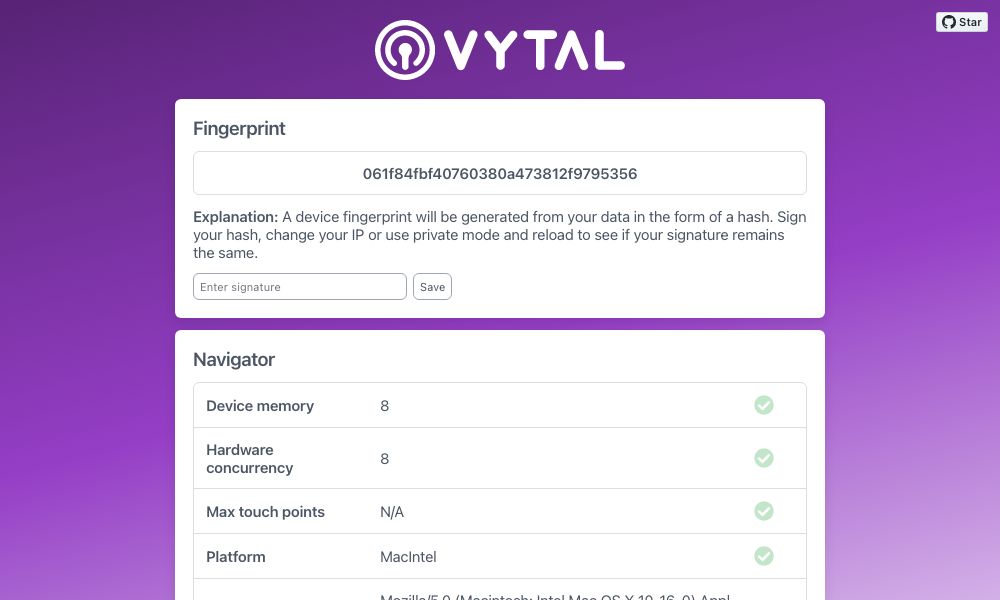 Star
VYTAL
Fingerprint
061f84fbf40760380a473812f9795356
Explanation: A device fingerprint will be generated from your data in the form of a hash. Sign
your hash, change your IP or use private mode and reload to see if your signature remains
the same.
Enter signature Save
Navigator
Device memory 8
Hardware
concurrency 8
Max touch points N/A
Platform MacIntel
Mozilla/5.0 (Macintosh; Intel Mac OS X 10_16_0) Appl